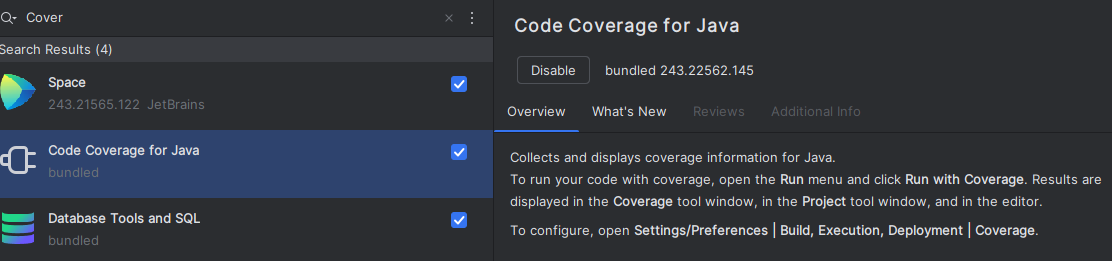 Cover
Search Results (4)
Space
243.21565.122 JetBrains
Code Coverage for Java
bundled
Database Tools and SQL
bundled
Code Coverage for Java
Disable bundled 243.22562.145
Overview What's New Reviews Additional Info
Collects and displays coverage information for Java.
To run your code with coverage, open the Run menu and click Run with Coverage. Results are
displayed in the Coverage tool window, in the Project tool window, and in the editor.
To configure, open Settings/Preferences | Build, Execution, Deployment | Coverage.